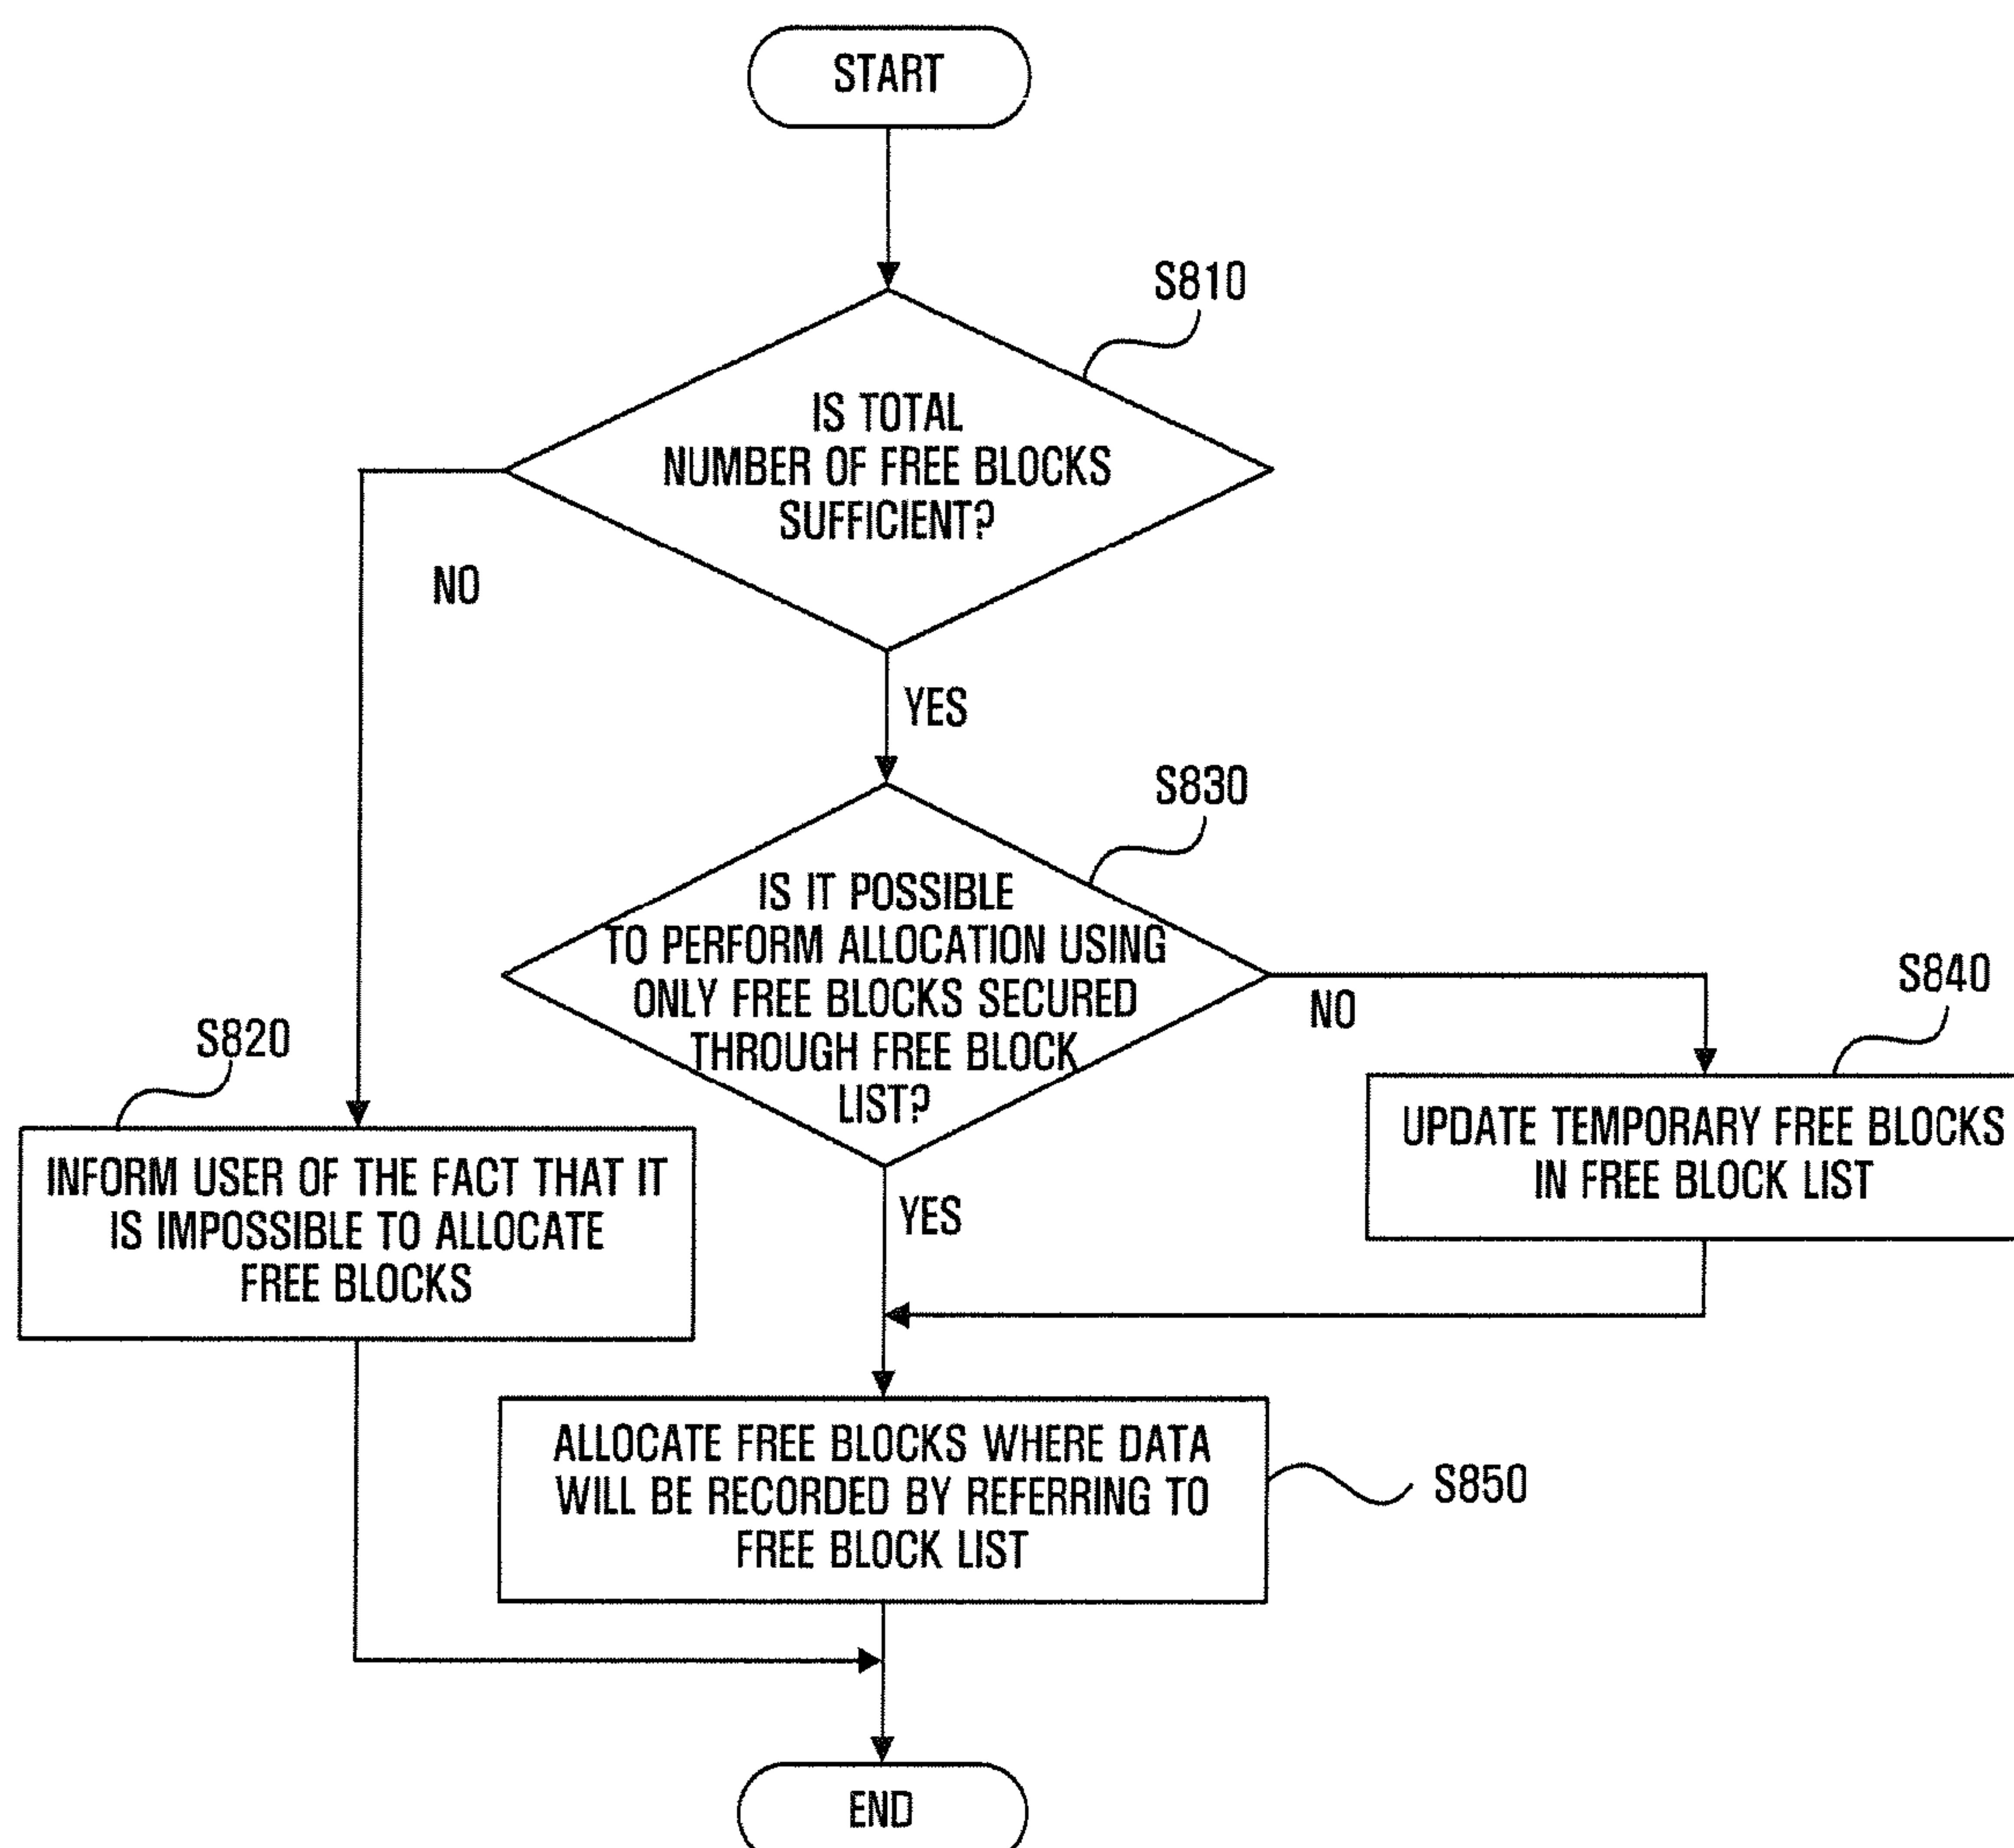 START
S810
IS TOTAL
NUMBER OF FREE BLOCKS
SUFFICIENT?
NO
YES
S830
IS IT POSSIBLE
TO PERFORM ALLOCATION USING
ONLY FREE BLOCKS SECURED
THROUGH FREE BLOCK
LIST?
NO
S840
UPDATE TEMPORARY FREE BLOCKS
IN FREE BLOCK LIST
S820
INFORM USER OF THE FACT THAT IT
IS IMPOSSIBLE TO ALLOCATE
FREE BLOCKS
YES
ALLOCATE FREE BLOCKS WHERE DATA
WILL BE RECORDED BY REFERRING TO
FREE BLOCK LIST
S850
END